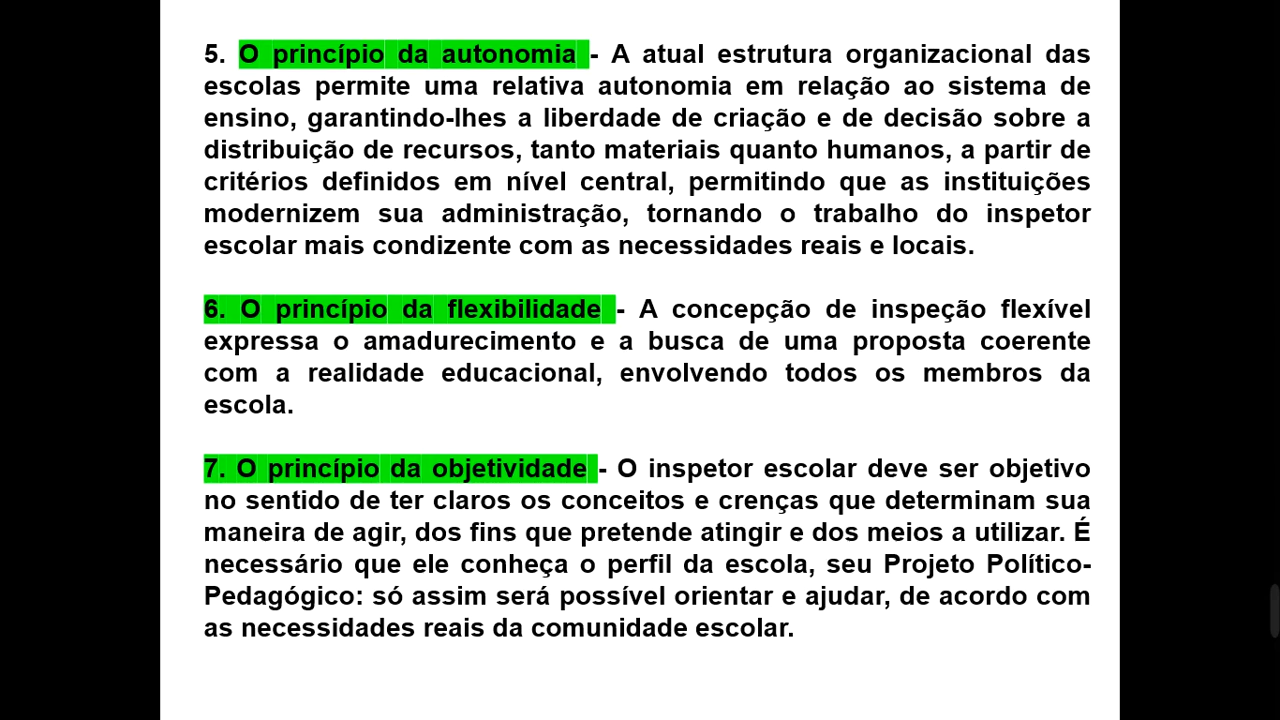 5. O princípio da autonomia - A atual estrutura organizacional das
escolas permite uma relativa autonomia em relação ao sistema de
ensino, garantindo-lhes a liberdade de criação e de decisão sobre a
distribuição de recursos, tanto materiais quanto humanos, a partir de
critérios definidos em nível central, permitindo que as instituições
modernizem sua administração, tornando o trabalho do inspetor
escolar mais condizente com as necessidades reais e locais.
6. O princípio da flexibilidade - A concepção de inspeção flexível
expressa o amadurecimento e a busca de uma proposta coerente
com a realidade educacional, envolvendo todos os membros da
escola.
7. O princípio da objetividade - O inspetor escolar deve ser objetivo
no sentido de ter claros os conceitos e crenças que determinam sua
maneira de agir, dos fins que pretende atingir e dos meios a utilizar. É
necessário que ele conheça o perfil da escola, seu Projeto Político-
Pedagógico: só assim será possível orientar e ajudar, de acordo com
as necessidades reais da comunidade escolar.